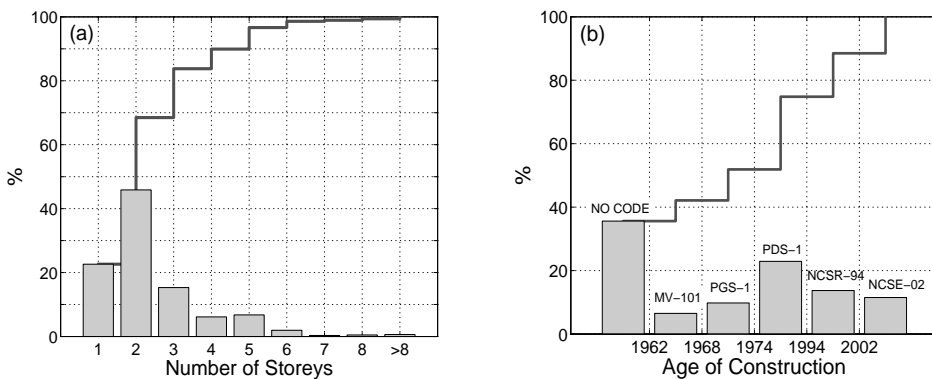 (a)
100
80
60
40
20
0
%
1 2 3 4 5 6 7 8 >8
Number of Storeys
(b)
100
80
60
40
20
0
%
NO CODE
MV−101
PGS−1
PDS−1
NCSR−94
NCSE−02
1962 1968 1974 1994 2002
Age of Construction